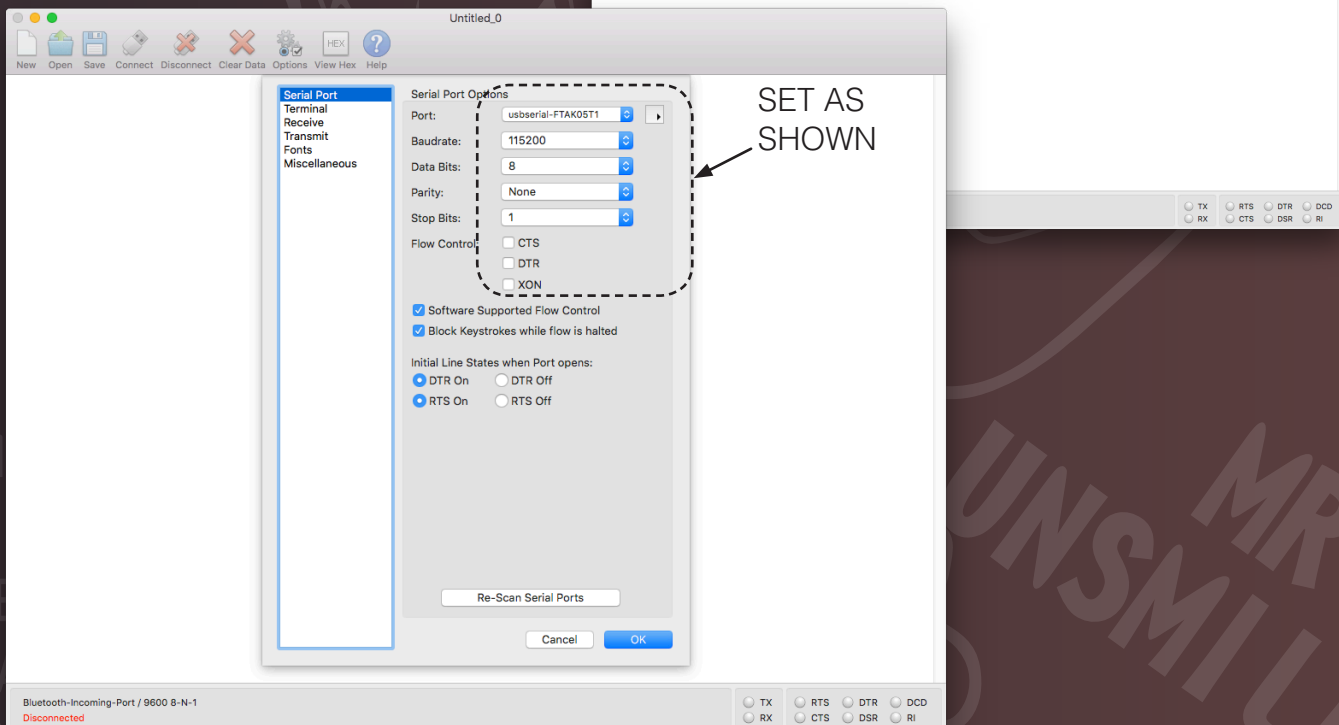 Untitled_0
New Open Save Connect Disconnect Clear Data Options View Hex Help
HEX
?
Serial Port
Terminal
Receive
Transmit
Fonts
Miscellaneous
Serial Port Options
Port: usbserial-FTAK05T1
Baudrate: 115200
Data Bits: 8
Parity: None
Stop Bits: 1
Flow Control: CTS
DTR
XON
Software Supported Flow Control
Block Keystrokes while flow is halted
Initial Line States when Port opens:
DTR On DTR Off
RTS On RTS Off
Re-Scan Serial Ports
Cancel OK
SET AS
SHOWN
TX RTS DTR DCD
RX CTS DSR RI
MR
UNSMIL
Bluetooth-Incoming-Port / 9600 8-N-1
Disconnected
TX RTS DTR DCD
RX CTS DSR RI